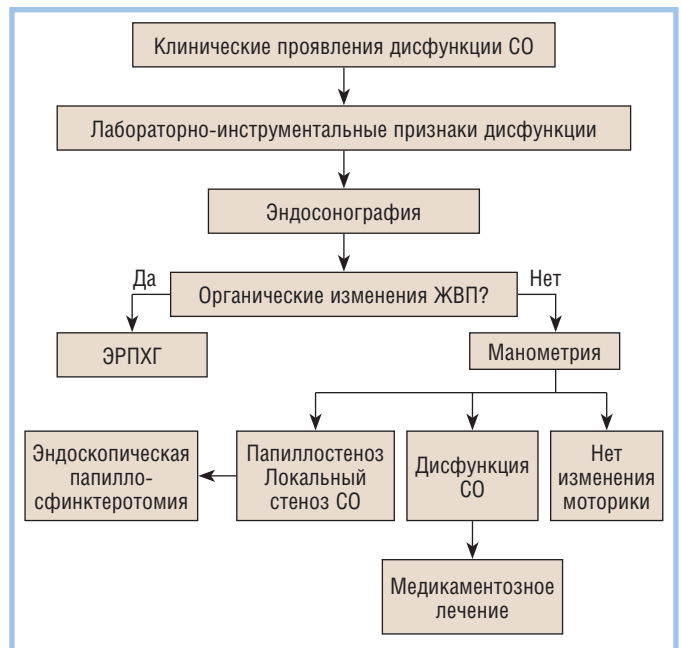 Клинические проявления дисфункции СО
Лабораторно-инструментальные признаки дисфункции
Эндосонография
Да
Органические изменения ЖВП?
Нет
ЭРПХГ
Манометрия
Эндоскопическая
папилло-
сфинктеротомия
Папиллостеноз
Локальный
стеноз СО
Дисфункция
СО
Нет
изменения
моторики
Медикаментозное
лечение